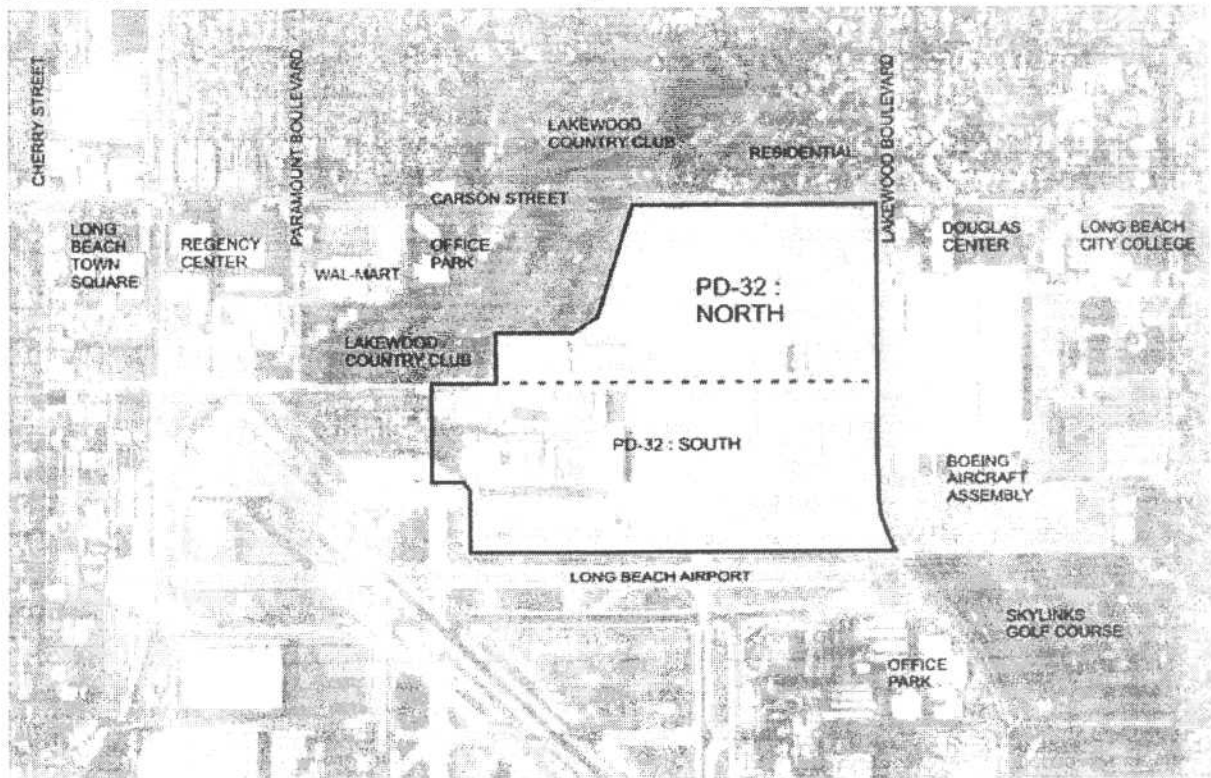 CHERRY STREET
PARAMOUNT BOULEVARD
LAKEWOOD BOULEVARD
LAKEWOOD
COUNTRY CLUB
RESIDENTIAL
CARSON STREET
LONG
BEACH
TOWN
SQUARE
REGENCY
CENTER
WAL-MART
OFFICE
PARK
DOUGLAS
CENTER
LONG BEACH
CITY COLLEGE
PD-32 :
NORTH
LAKEWOOD
COUNTRY CLUB
PD-32 : SOUTH
BOEING
AIRCRAFT
ASSEMBLY
LONG BEACH AIRPORT
SKYLINKS
GOLF COURSE
OFFICE
PARK